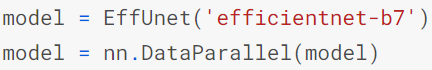 model = EffUnet('efficientnet-b7')
model = nn.DataParallel(model)